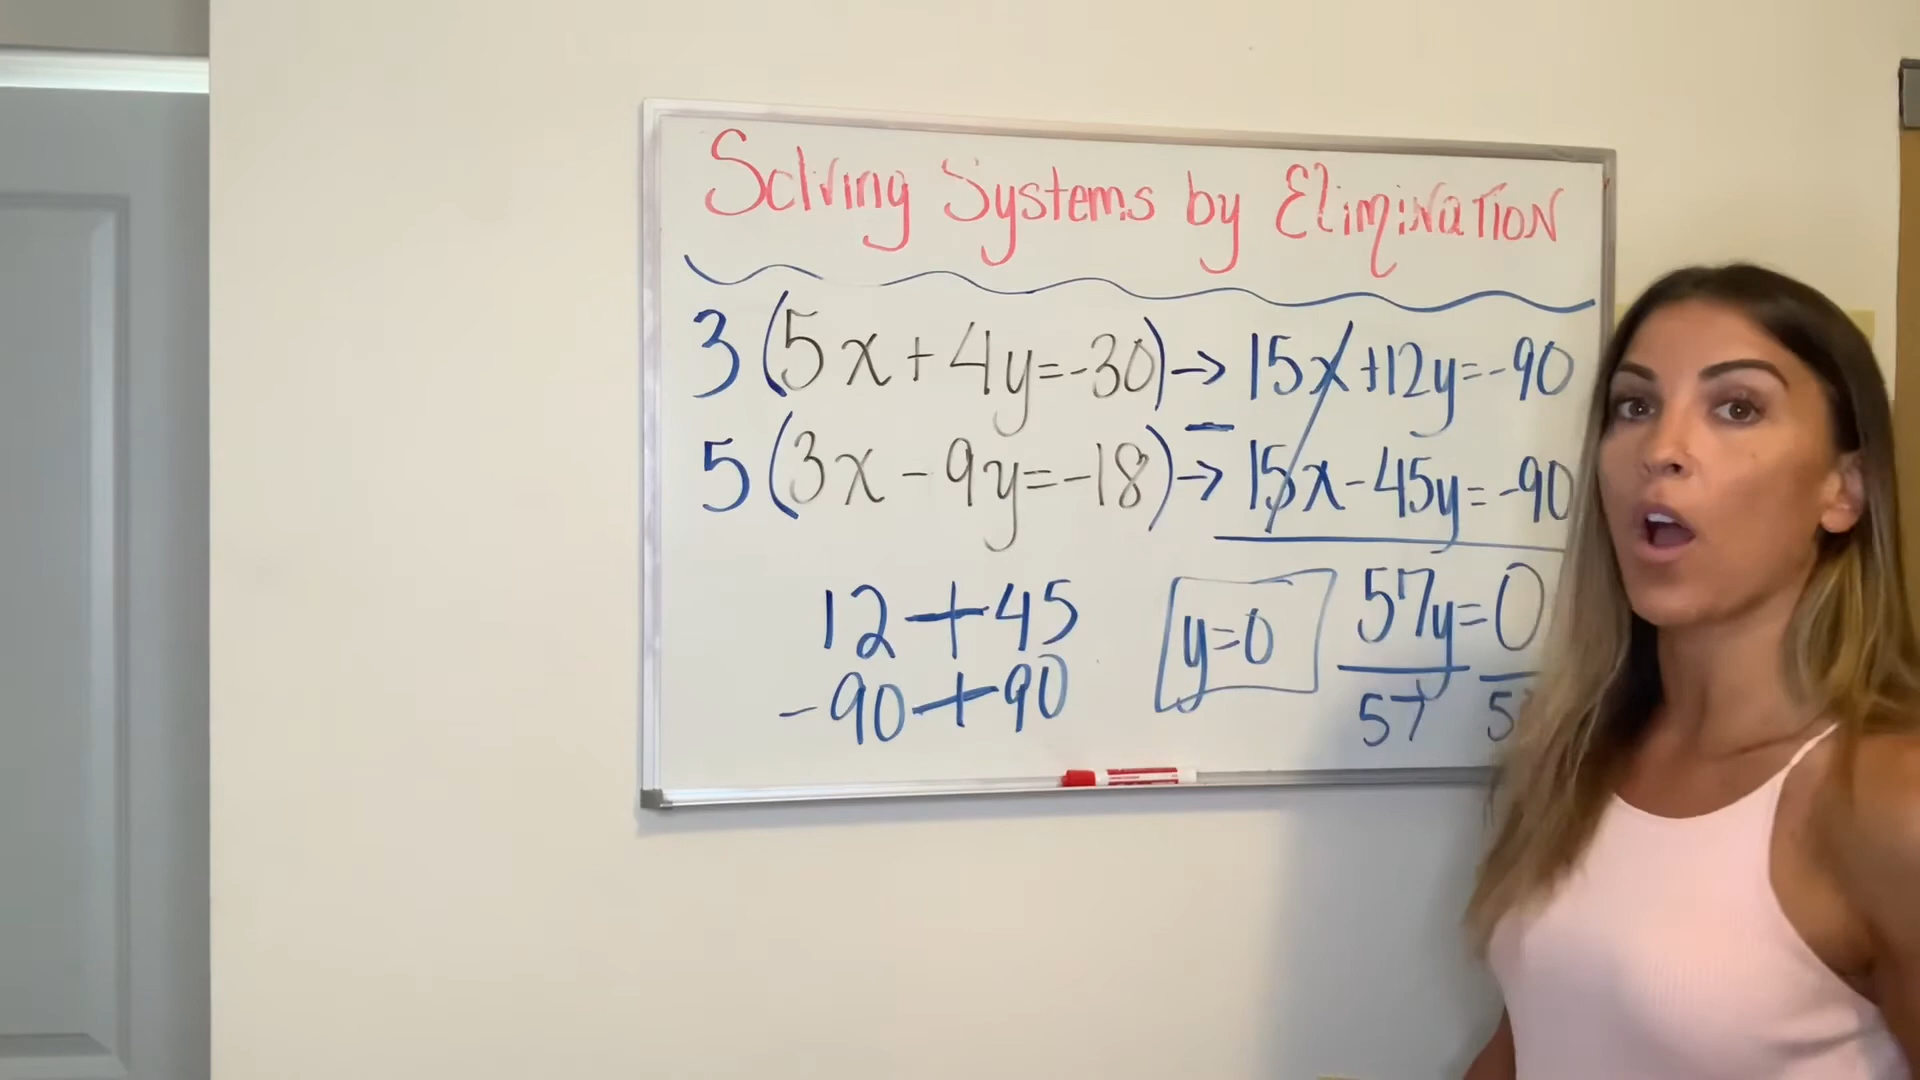 Solving Systems by Elimination
3 (5x + 4y = -30) → 15x + 12y = -90
5 (3x - 9y = -18) → 15x - 45y = -90
12 + 45
-90 + 90
y = 0
57y = 0
57